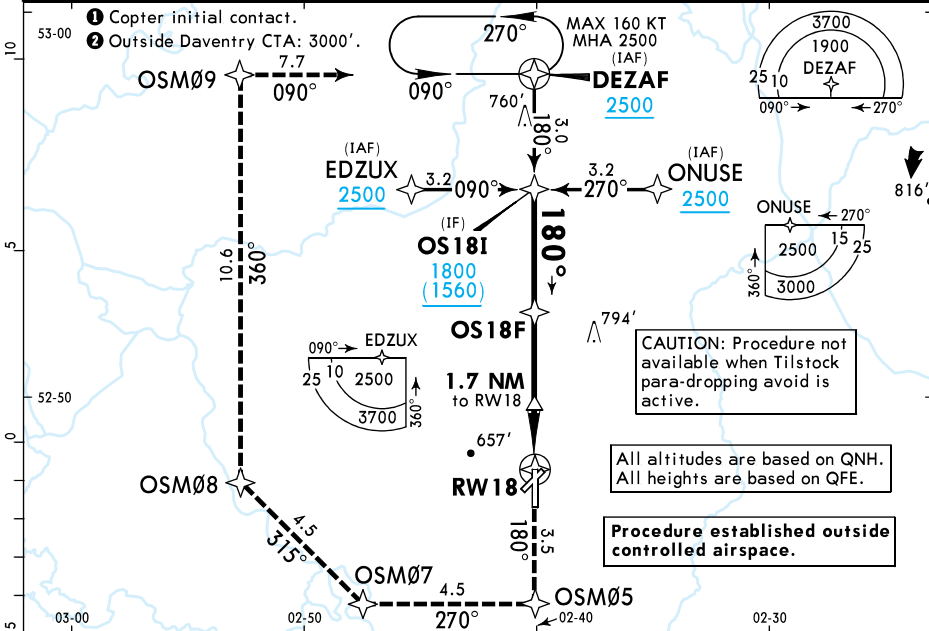 ❶ Copter initial contact.
❷ Outside Daventry CTA: 3000'.
53-00
10
270°
090°
MAX 160 KT
MHA 2500
(IAF)
DEZAF
2500
3700
1900
DEZAF
25 10
090°
270°
OSMØ9
7.7
090°
760'
3.0
180°
(IAF)
EDZUX
2500
3.2 090°
3.2
270°
(IAF)
ONUSE
2500
816'
(IF)
OS18I
1800
(1560)
180°
ONUSE
270°
2500
15 25
3000
360°
5
10.6
360°
OS18F
794'
090°
EDZUX
25 10
2500
3700
360°
CAUTION: Procedure not
available when Tilstock
para-dropping avoid is
active.
1.7 NM
to RW18
52-50
0
657'
All altitudes are based on QNH.
All heights are based on QFE.
OSMØ8
RW18
4.5
315°
180°
3.5
Procedure established outside
controlled airspace.
OSMØ7
4.5
270°
OSMØ5
5
03-00
02-50
02-40
02-30